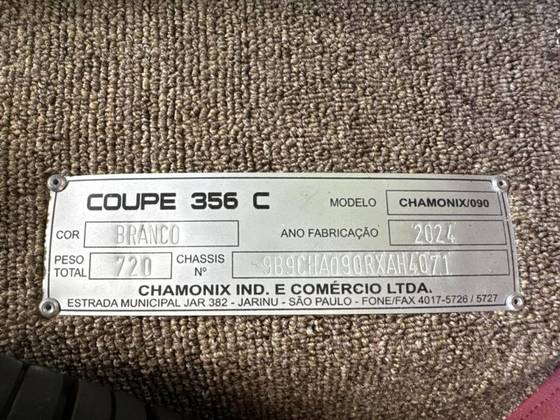 COUPE 356 C MODELO CHAMONIX/090
COR BRANCO ANO FABRICAÇÃO 2024
PESO TOTAL 720 CHASSIS Nº 9B9CHA090RXAH4071
CHAMONIX IND. E COMÉRCIO LTDA.
ESTRADA MUNICIPAL JAR 382 - JARINU - SÃO PAULO - FONE/FAX 4017-5726 / 5727